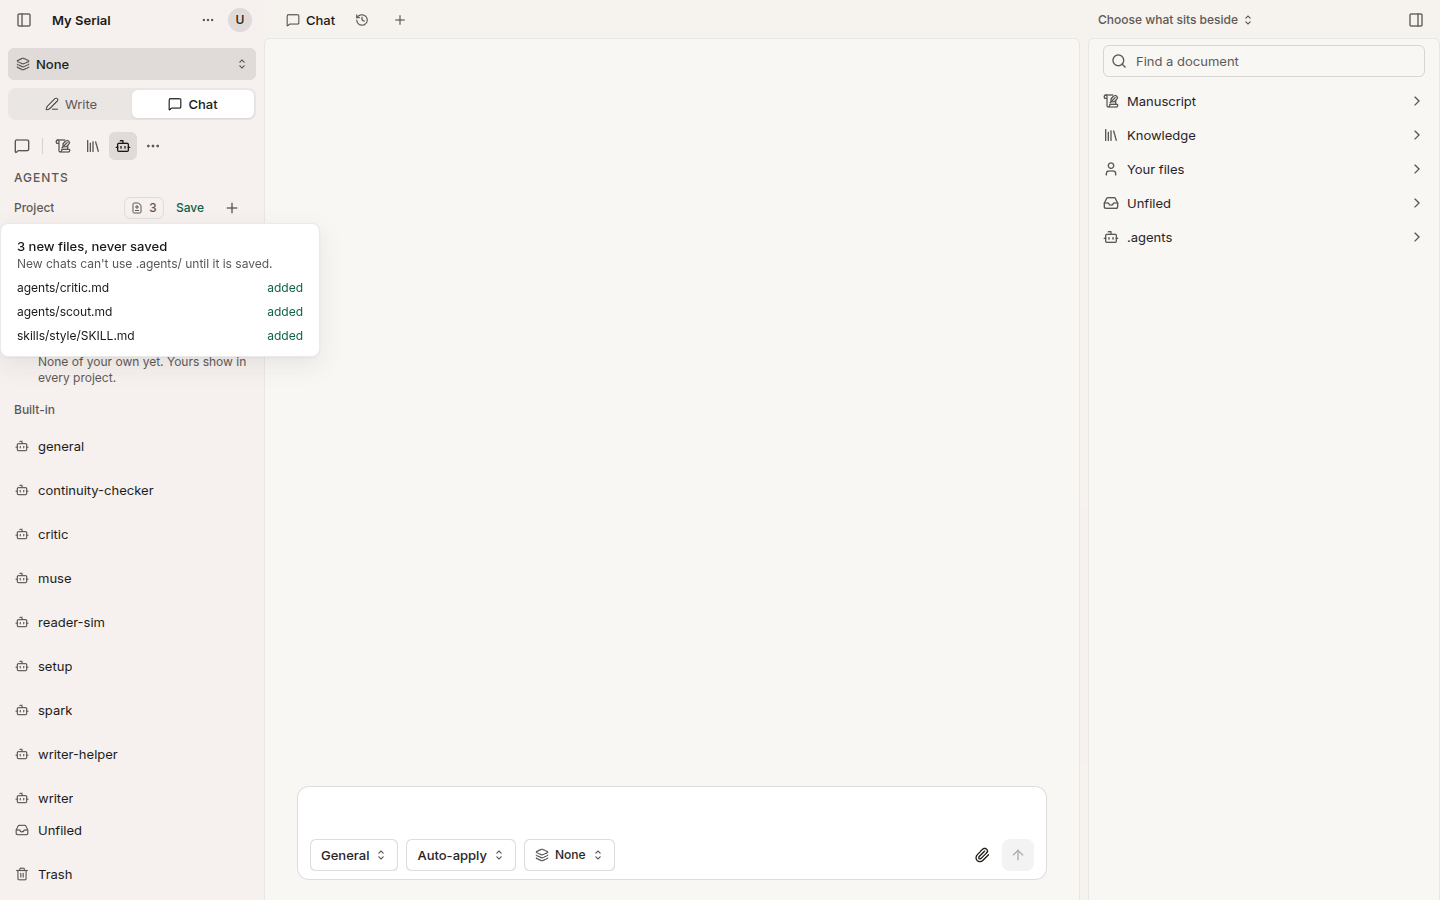 My Serial
U
None
Write
Chat
AGENTS
Project
3
Save
3 new files, never saved
New chats can't use .agents/ until it is saved.
agents/critic.md
added
agents/scout.md
added
skills/style/SKILL.md
added
None of your own yet. Yours show in
every project.
Built-in
general
continuity-checker
critic
muse
reader-sim
setup
spark
writer-helper
writer
Unfiled
Trash
Chat
General
Auto-apply
None
Choose what sits beside
Find a document
Manuscript
Knowledge
Your files
Unfiled
.agents